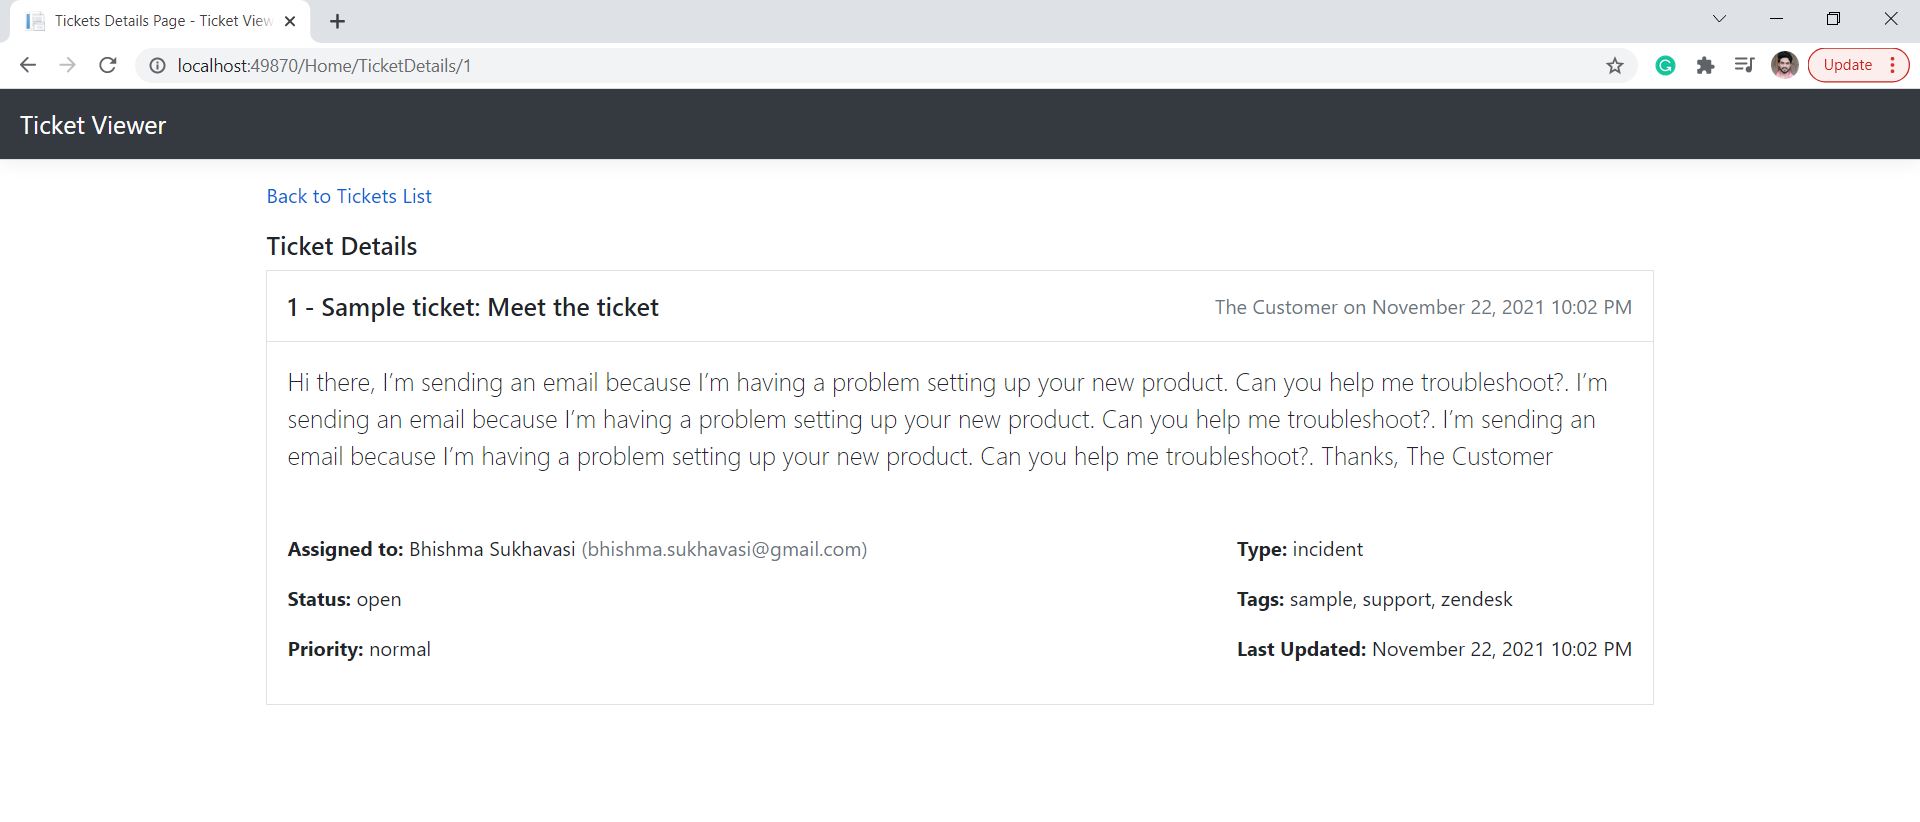 Tickets Details Page - Ticket View
localhost:49870/Home/TicketDetails/1
Update
Ticket Viewer
Back to Tickets List
Ticket Details
1 - Sample ticket: Meet the ticket
The Customer on November 22, 2021 10:02 PM
Hi there, I’m sending an email because I’m having a problem setting up your new product. Can you help me troubleshoot?. I’m
sending an email because I’m having a problem setting up your new product. Can you help me troubleshoot?. I’m sending an
email because I’m having a problem setting up your new product. Can you help me troubleshoot?. Thanks, The Customer
Assigned to: Bhishma Sukhavasi (bhishma.sukhavasi@gmail.com)
Type: incident
Status: open
Tags: sample, support, zendesk
Priority: normal
Last Updated: November 22, 2021 10:02 PM